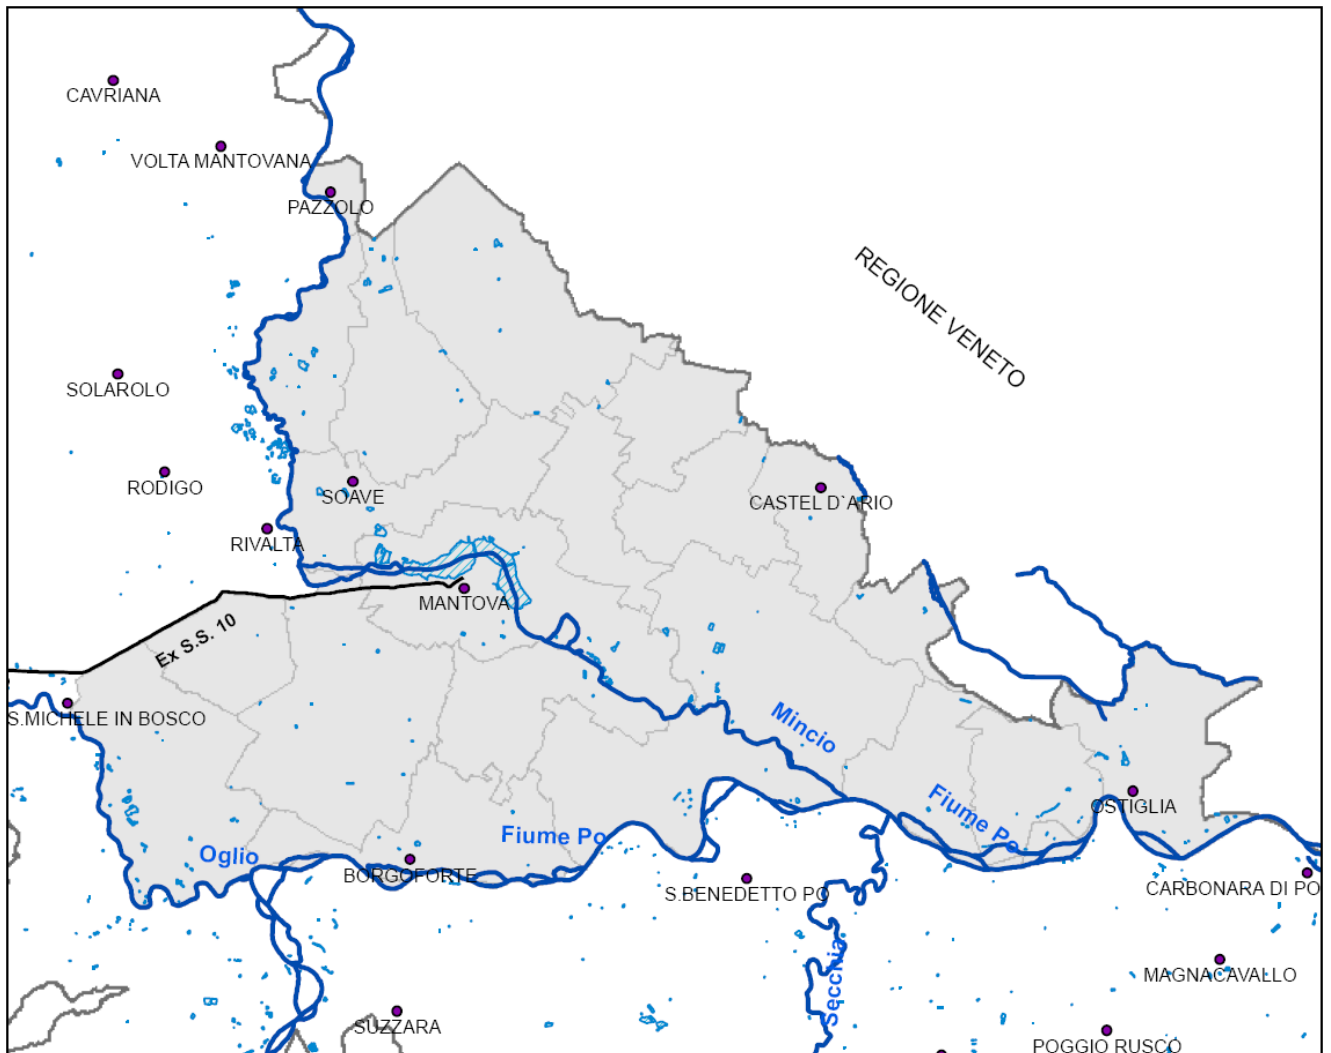 CAVRIANA
VOLTA MANTOVANA
PAZZOLO
REGIONE VENETO
SOLAROLO
RODIGO
SOAVE
CASTEL D`ARIO
RIVALTA
MANTOVA
Ex S.S. 10
S.MICHELE IN BOSCO
Mincio
Fiume Po
OSTIGLIA
Fiume Po
Oglio
BORGOFORTE
S.BENEDETTO PO
CARBONARA DI PO
Secchia
MAGNACAVALLO
SUZZARA
POGGIO RUSCO